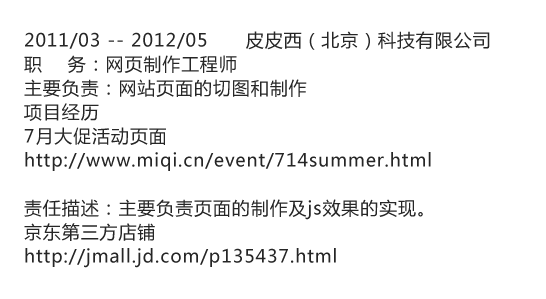 2011/03 -- 2012/05 皮皮西（北京）科技有限公司
职 务：网页制作工程师
主要负责：网站页面的切图和制作
项目经历
7月大促活动页面
http://www.miqi.cn/event/714summer.html
责任描述：主要负责页面的制作及js效果的实现。
京东第三方店铺
http://jmall.jd.com/p135437.html